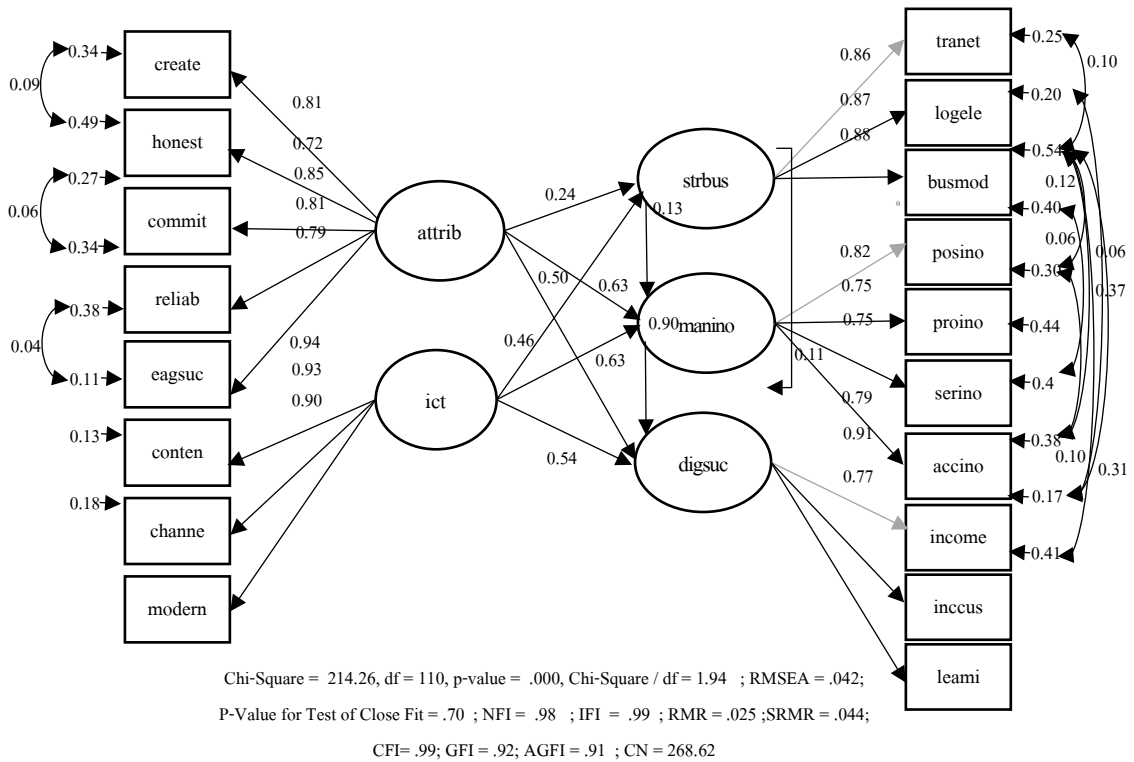 create
honest
commit
reliab
eagsuc
conten
channe
modern
0.34
0.09
0.49
0.27
0.06
0.34
0.38
0.04
0.11
0.13
0.18
0.81
0.72
0.85
0.81
0.79
0.94
0.93
0.90
attrib
ict
0.24
0.50
0.63
0.46
0.63
0.54
strbus
0.13
0.90
manino
digsuc
0.11
0.86
0.87
0.88
0.82
0.75
0.75
0.79
0.91
0.77
tranet
logele
busmod
posino
proino
serino
accino
income
inccus
leami
0.25
0.10
0.20
0.54
0.12
0.40
0.06
0.06
0.30
0.37
0.44
0.4
0.38
0.10
0.31
0.17
0.41
Chi-Square = 214.26, df = 110, p-value = .000, Chi-Square / df = 1.94 ; RMSEA = .042;
P-Value for Test of Close Fit = .70 ; NFI = .98 ; IFI = .99 ; RMR = .025 ;SRMR = .044;
CFI= .99; GFI = .92; AGFI = .91 ; CN = 268.62